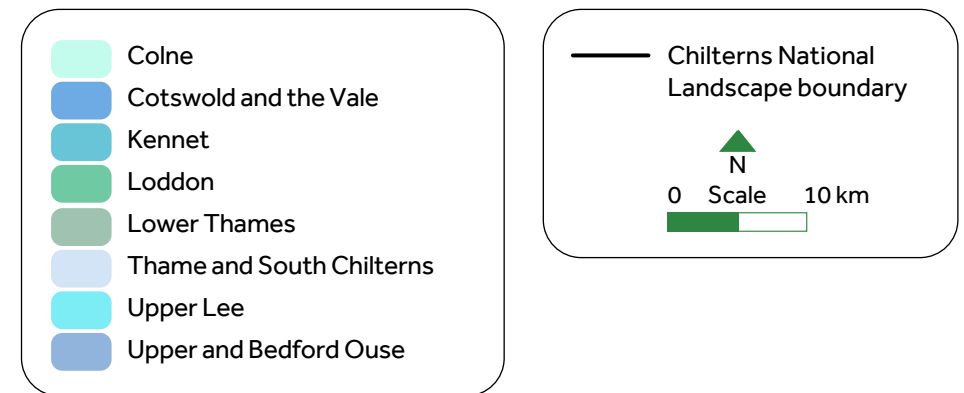 Colne
Cotswold and the Vale
Kennet
Loddon
Lower Thames
Thame and South Chilterns
Upper Lee
Upper and Bedford Ouse
Chilterns National
Landscape boundary
N
0 Scale 10 km